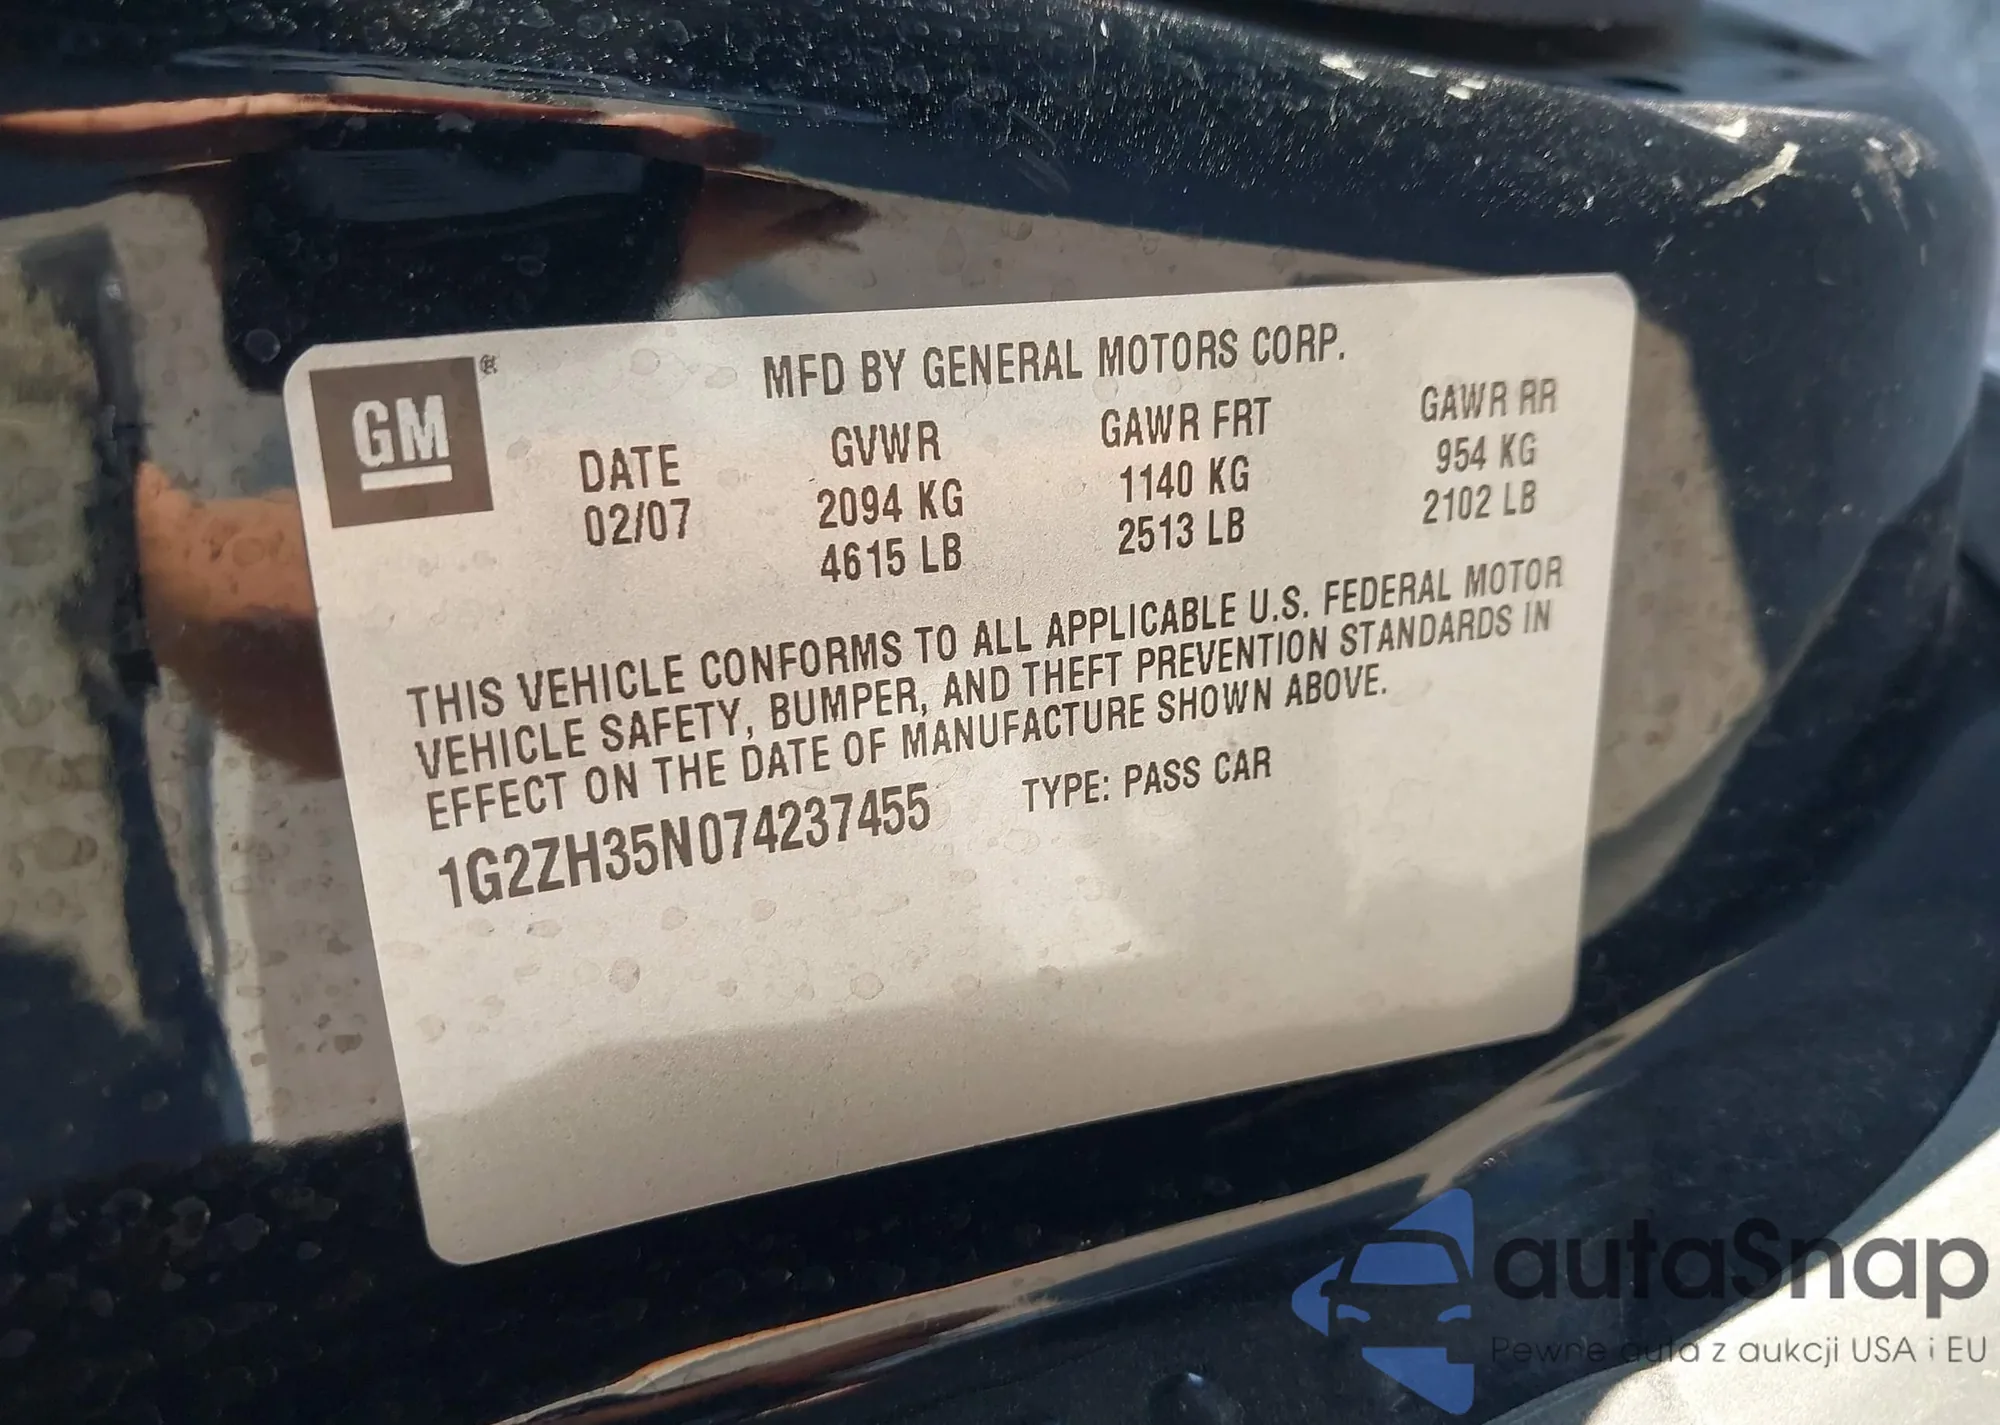 GM®
MFD BY GENERAL MOTORS CORP.
DATE GVWR GAWR FRT GAWR RR
02/07 2094 KG 1140 KG 954 KG
4615 LB 2513 LB 2102 LB
THIS VEHICLE CONFORMS TO ALL APPLICABLE U.S. FEDERAL MOTOR
VEHICLE SAFETY, BUMPER, AND THEFT PREVENTION STANDARDS IN
EFFECT ON THE DATE OF MANUFACTURE SHOWN ABOVE.
1G2ZH35N074237455 TYPE: PASS CAR
autaSnap
Pewne auta z aukcji USA i EU